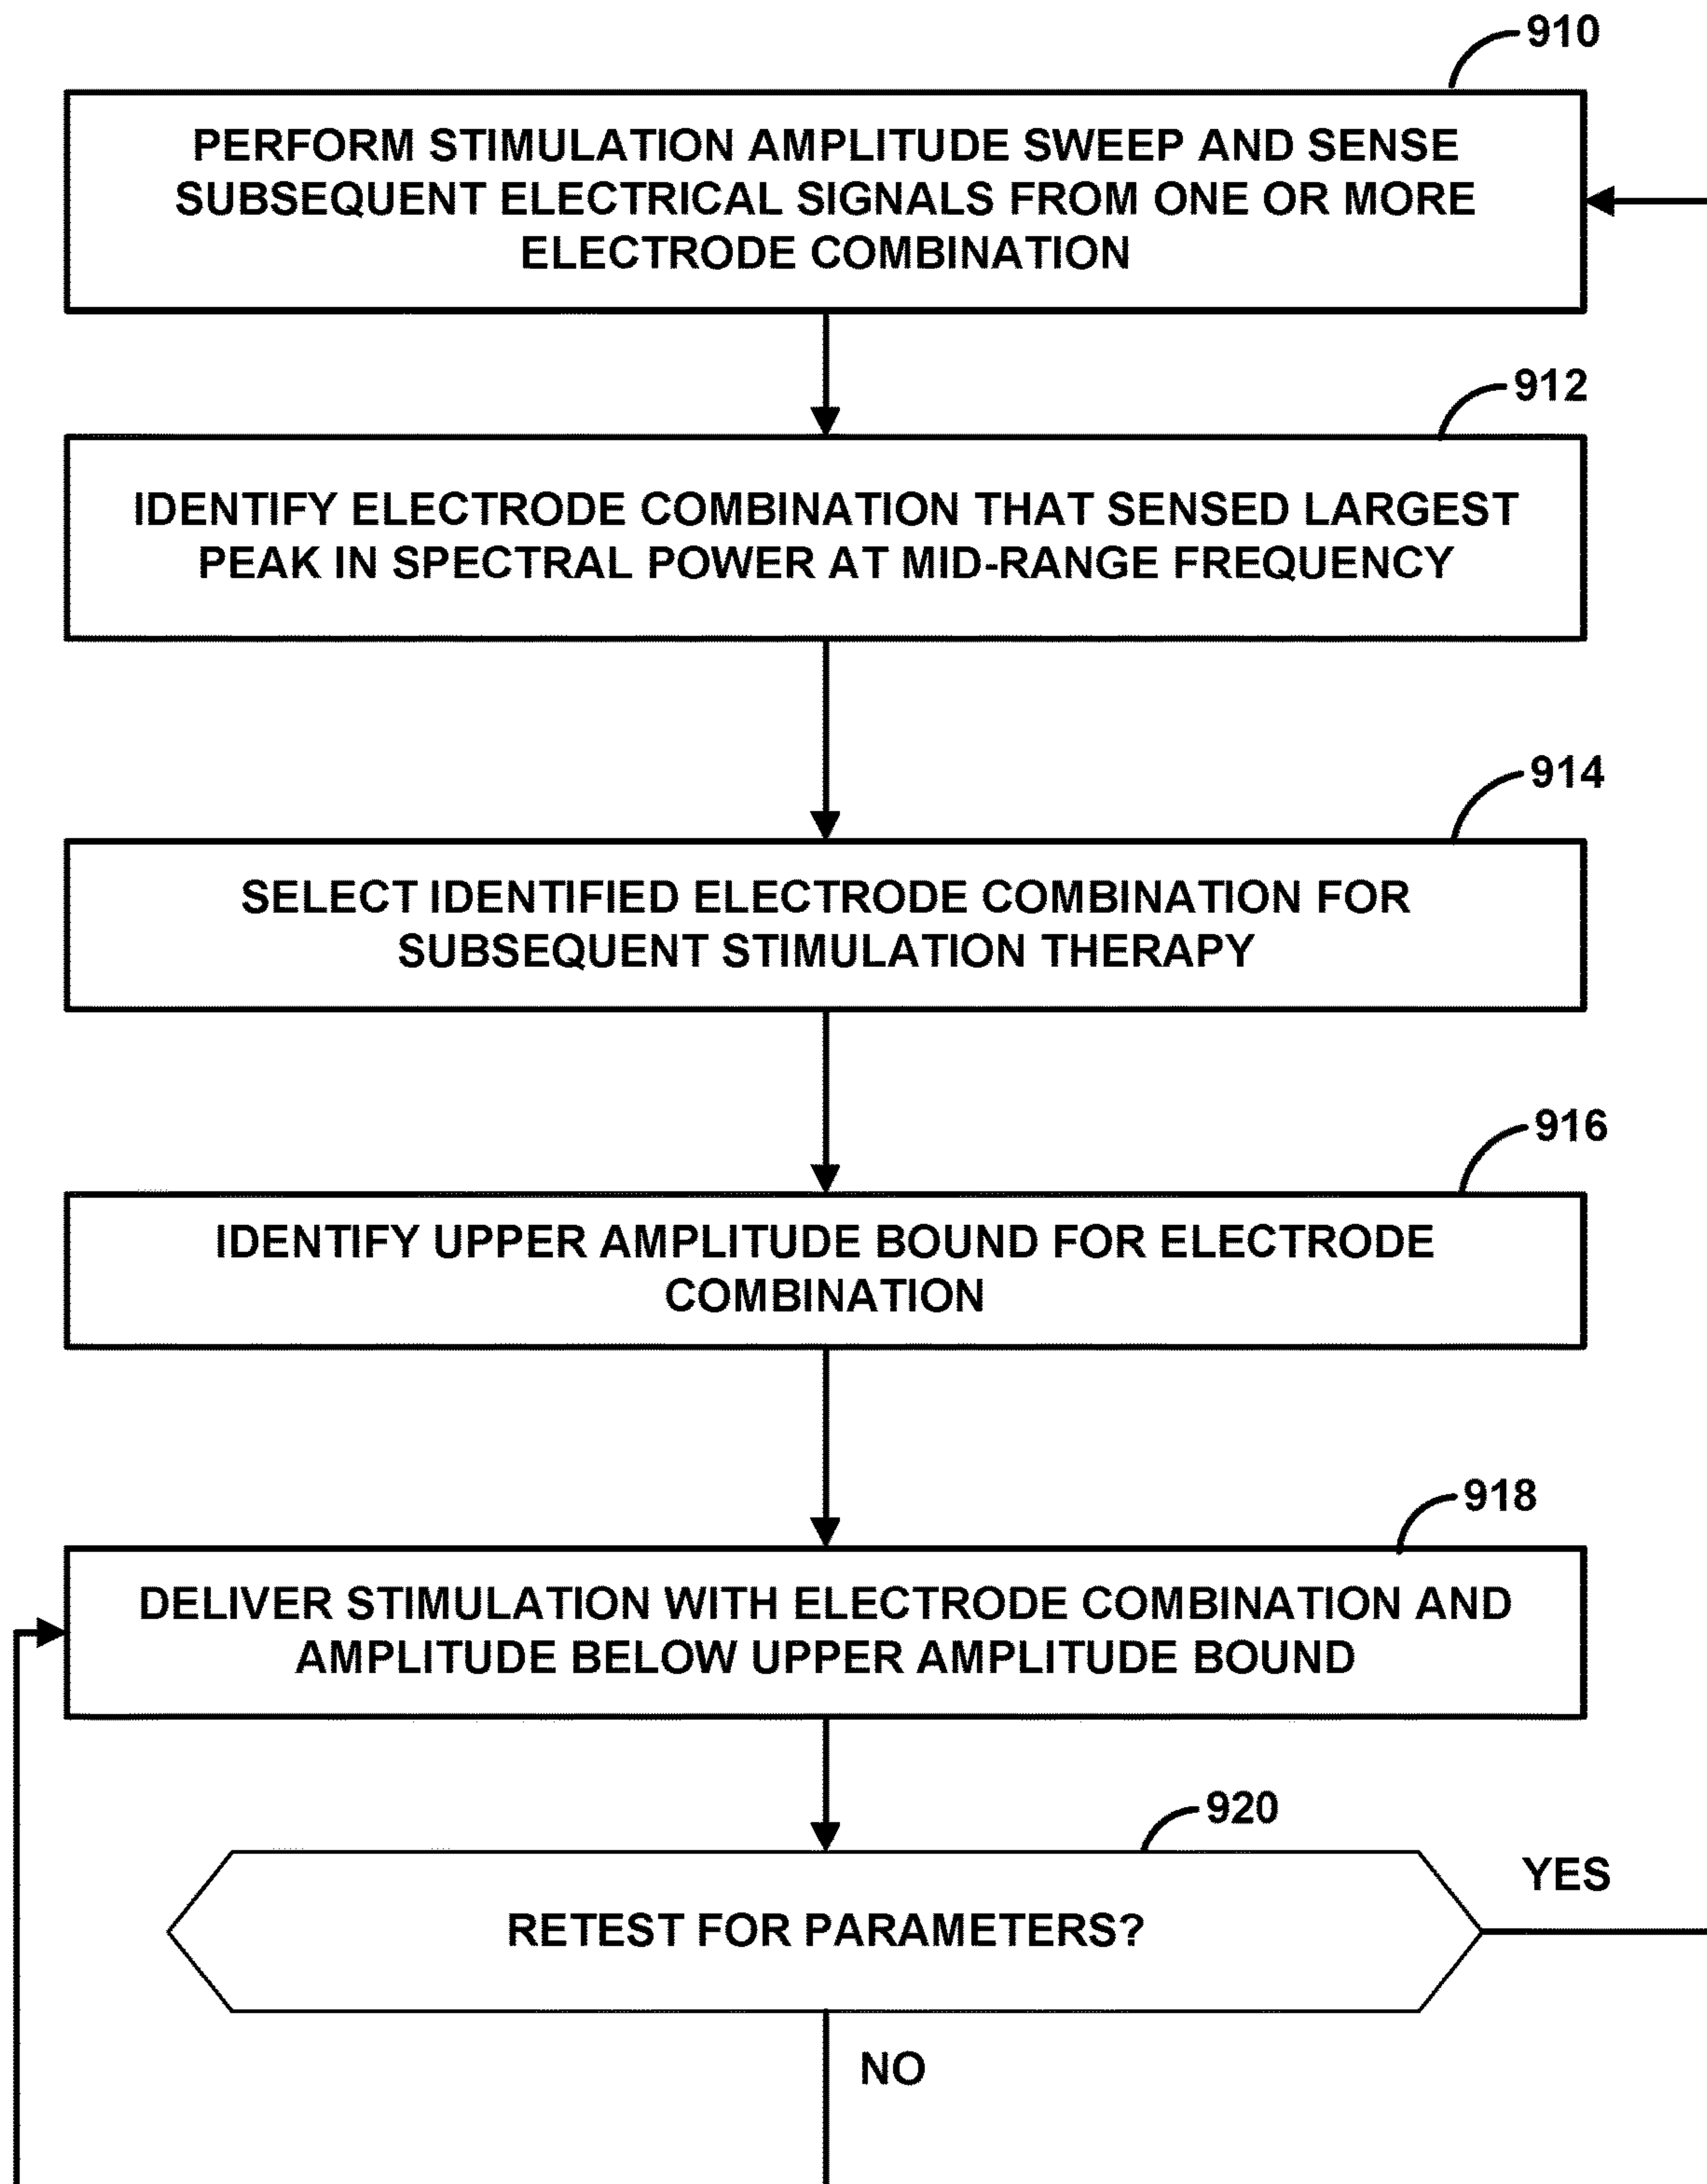 910
PERFORM STIMULATION AMPLITUDE SWEEP AND SENSE
SUBSEQUENT ELECTRICAL SIGNALS FROM ONE OR MORE
ELECTRODE COMBINATION
912
IDENTIFY ELECTRODE COMBINATION THAT SENSED LARGEST
PEAK IN SPECTRAL POWER AT MID-RANGE FREQUENCY
914
SELECT IDENTIFIED ELECTRODE COMBINATION FOR
SUBSEQUENT STIMULATION THERAPY
916
IDENTIFY UPPER AMPLITUDE BOUND FOR ELECTRODE
COMBINATION
918
DELIVER STIMULATION WITH ELECTRODE COMBINATION AND
AMPLITUDE BELOW UPPER AMPLITUDE BOUND
920
YES
RETEST FOR PARAMETERS?
NO